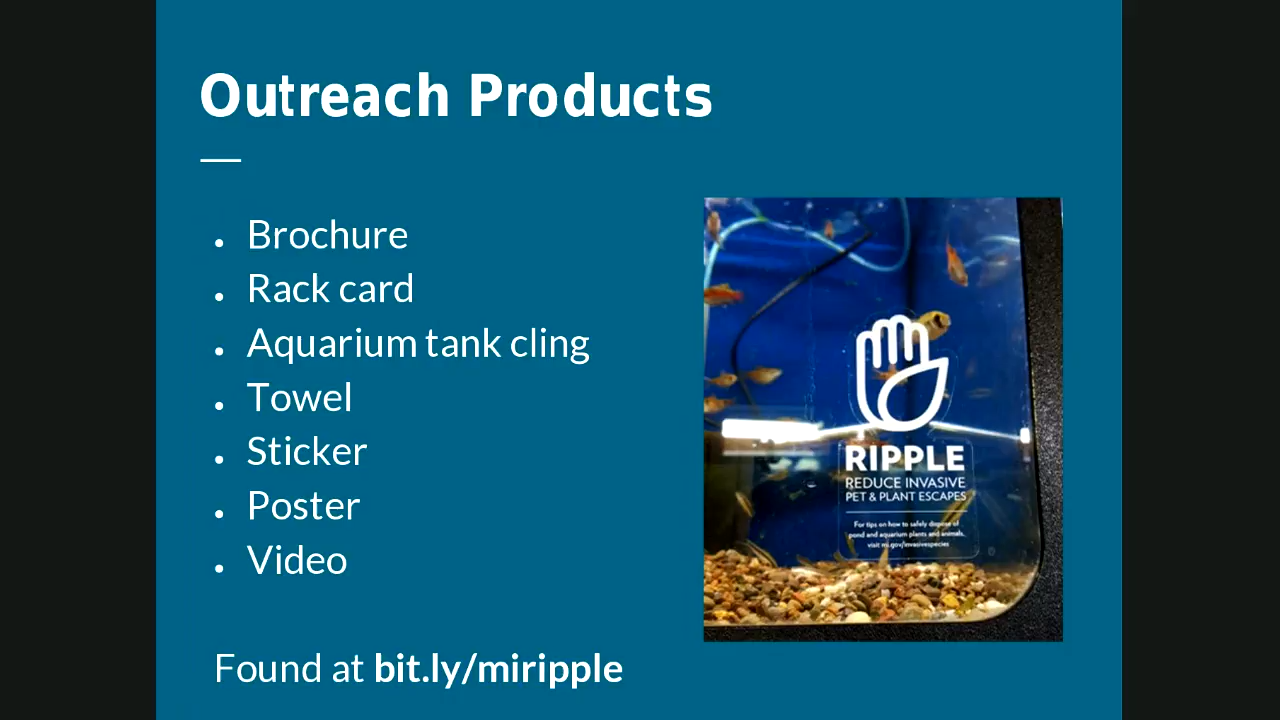 Outreach Products
• Brochure
• Rack card
• Aquarium tank cling
• Towel
• Sticker
• Poster
• Video
Found at bit.ly/miripple
RIPPLE
REDUCE INVASIVE
PET & PLANT ESCAPES
For tips on how to safely dispose of
pond and aquarium plants and animals,
visit mi.gov/invasivespecies